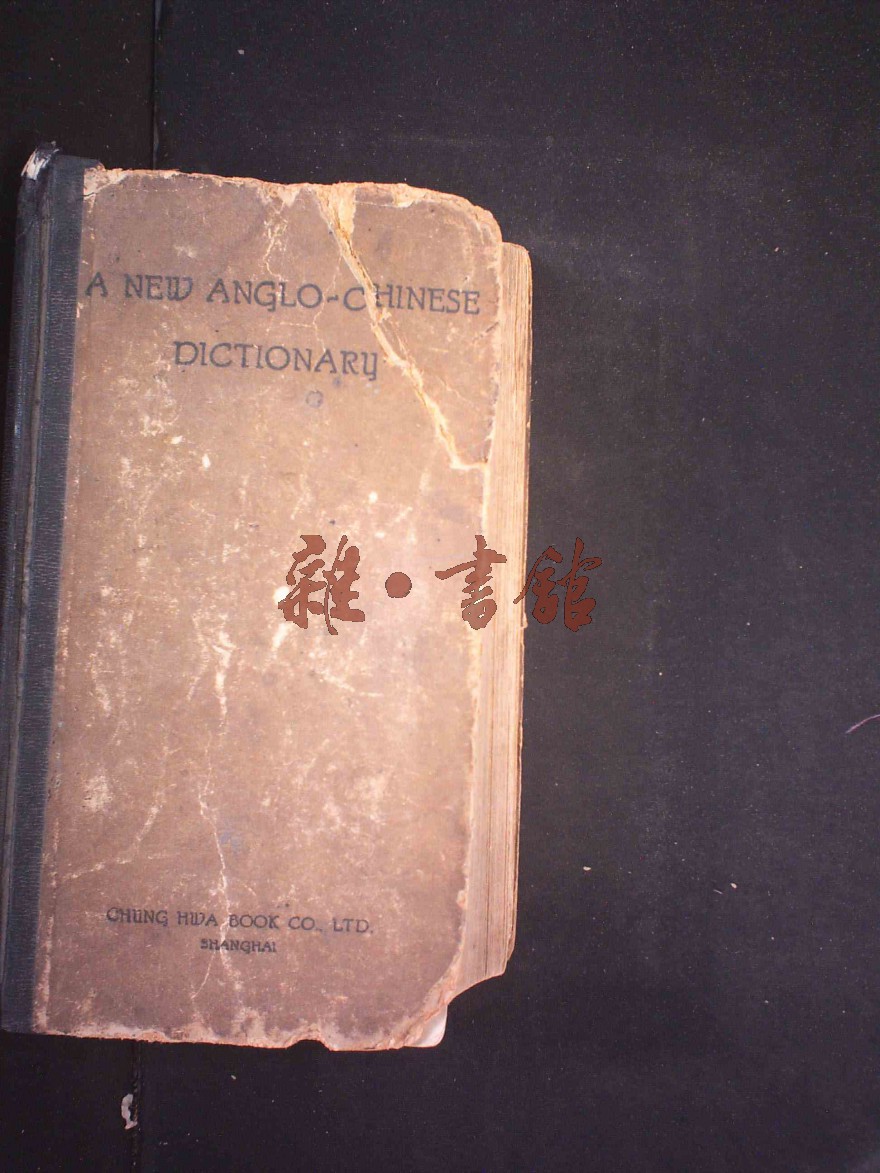 A NEW ANGLO-CHINESE
DICTIONARY
雜·書館
CHUNG HWA BOOK CO., LTD.
SHANGHAI